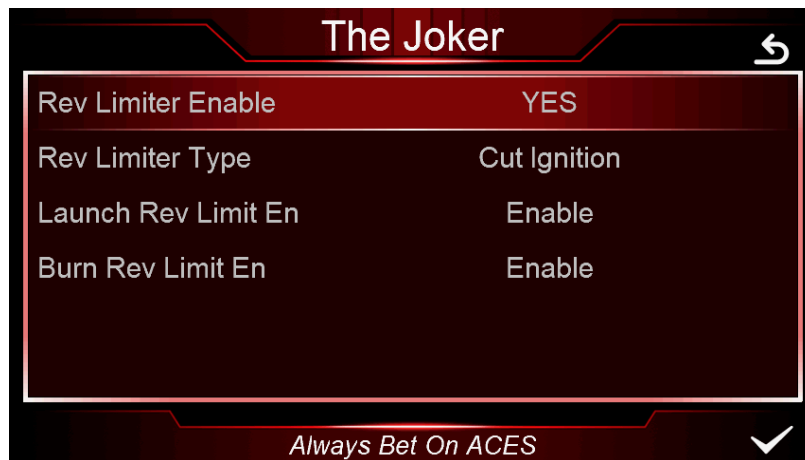 The Joker
Rev Limiter Enable YES
Rev Limiter Type Cut Ignition
Launch Rev Limit En Enable
Burn Rev Limit En Enable
Always Bet On ACES